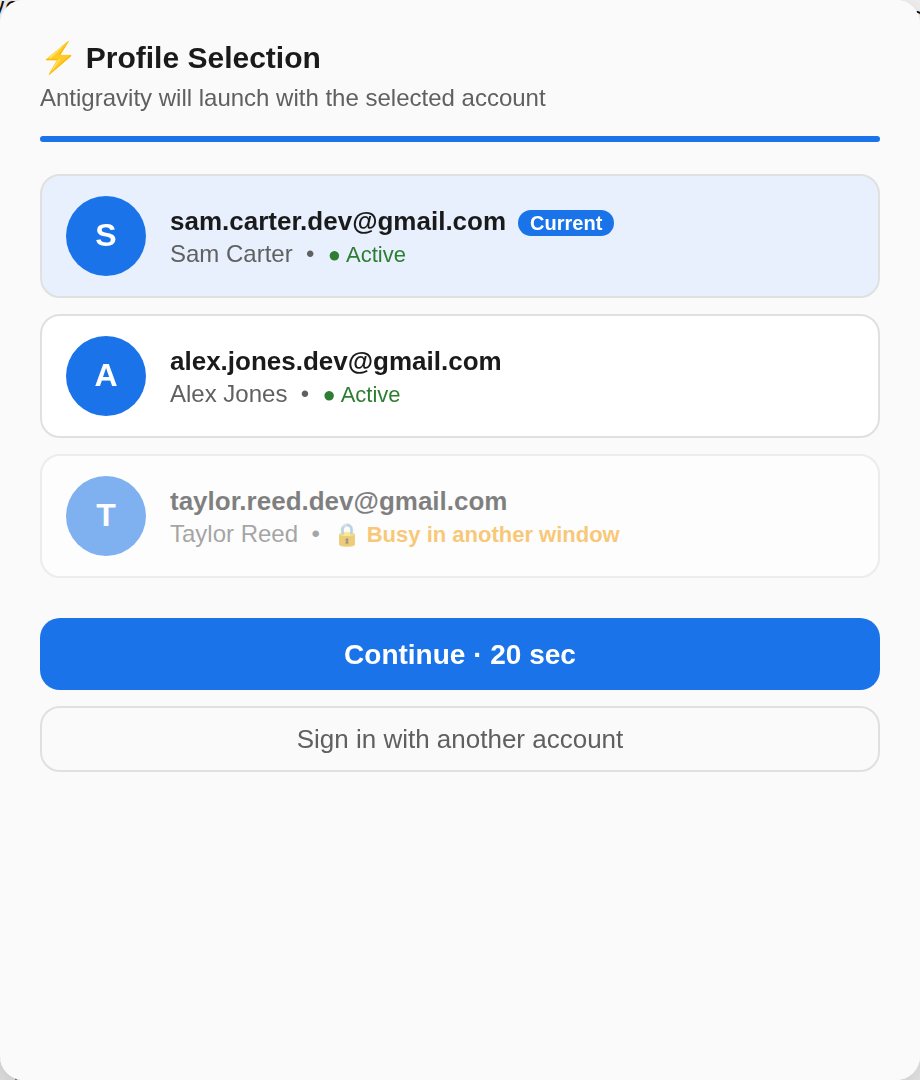 ⚡ Profile Selection
Antigravity will launch with the selected account
S
sam.carter.dev@gmail.com Current
Sam Carter • ● Active
A
alex.jones.dev@gmail.com
Alex Jones • ● Active
T
taylor.reed.dev@gmail.com
Taylor Reed • 🔒 Busy in another window
Continue · 20 sec
Sign in with another account